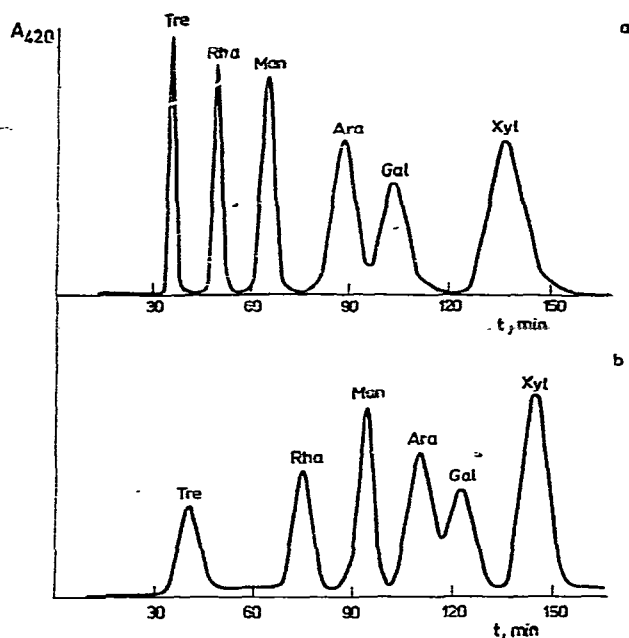 A420 a
Tre
Rha
Man
Ara
Gal
Xyl
30 60 90 120 150
t, min
b
Tre
Rha
Man
Ara
Gal
Xyl
30 60 90 120 150
t, min